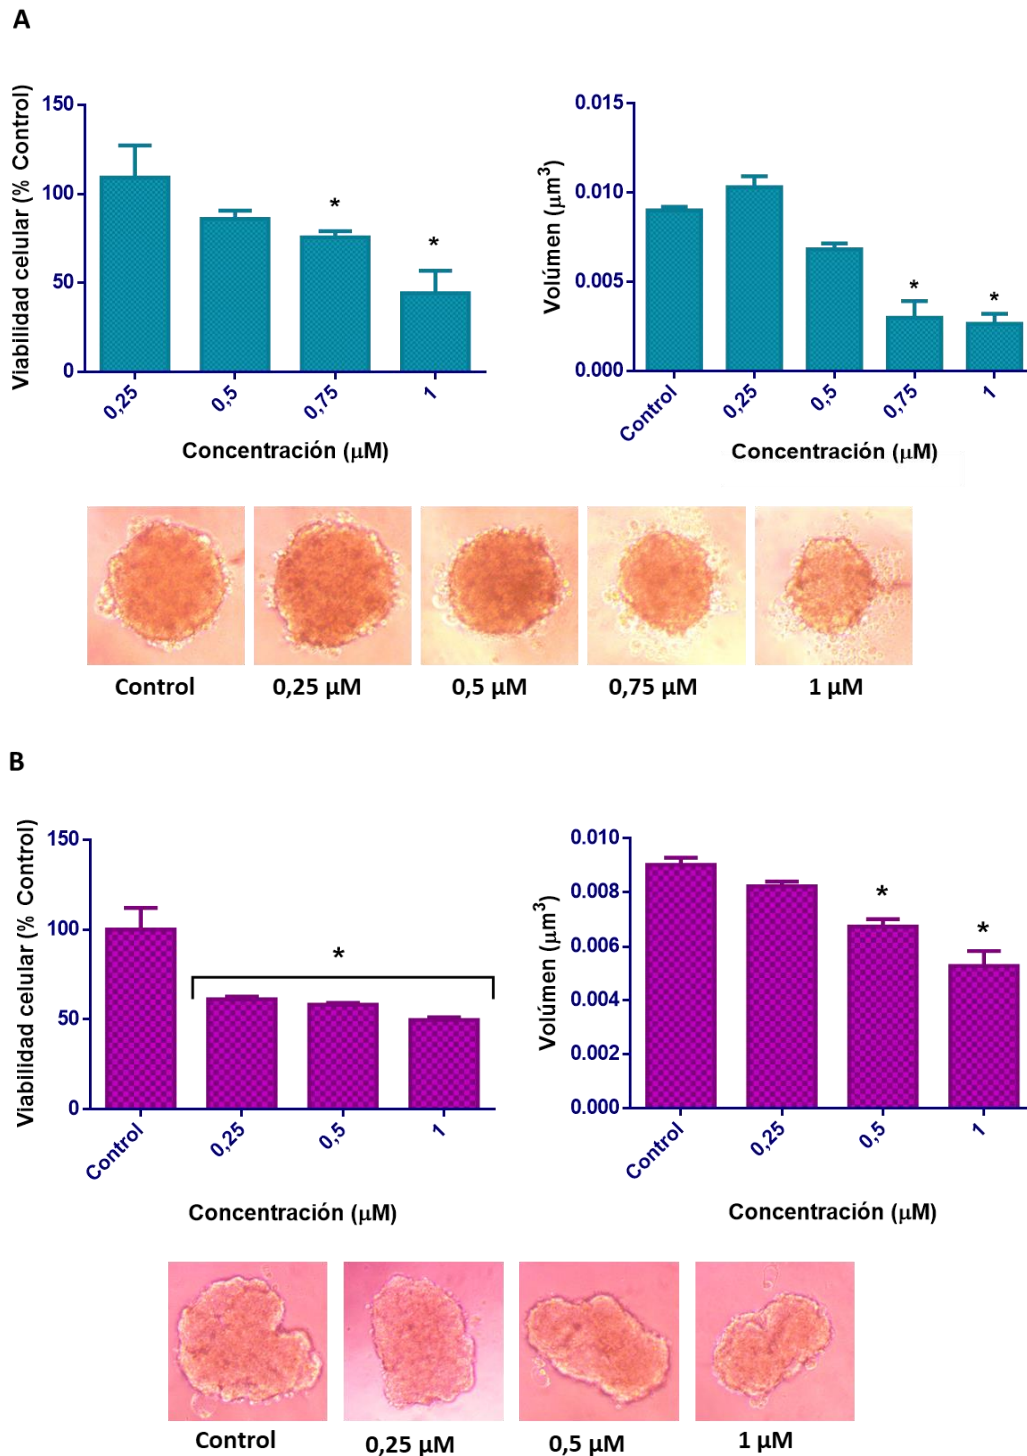 A
Viabilidad celular (% Control)
150
100
50
0
* *
0,25 0,5 0,75 1
Concentración (μM)
Volúmen (μm³)
0.015
0.010
0.005
0.000
* *
Control 0,25 0,5 0,75 1
Concentración (μM)
Control 0,25 μM 0,5 μM 0,75 μM 1 μM
B
Viabilidad celular (% Control)
150
100
50
0
*
Control 0,25 0,5 1
Concentración (μM)
Volúmen (μm³)
0.010
0.008
0.006
0.004
0.002
0.000
* *
Control 0,25 0,5 1
Concentración (μM)
Control 0,25 μM 0,5 μM 1 μM